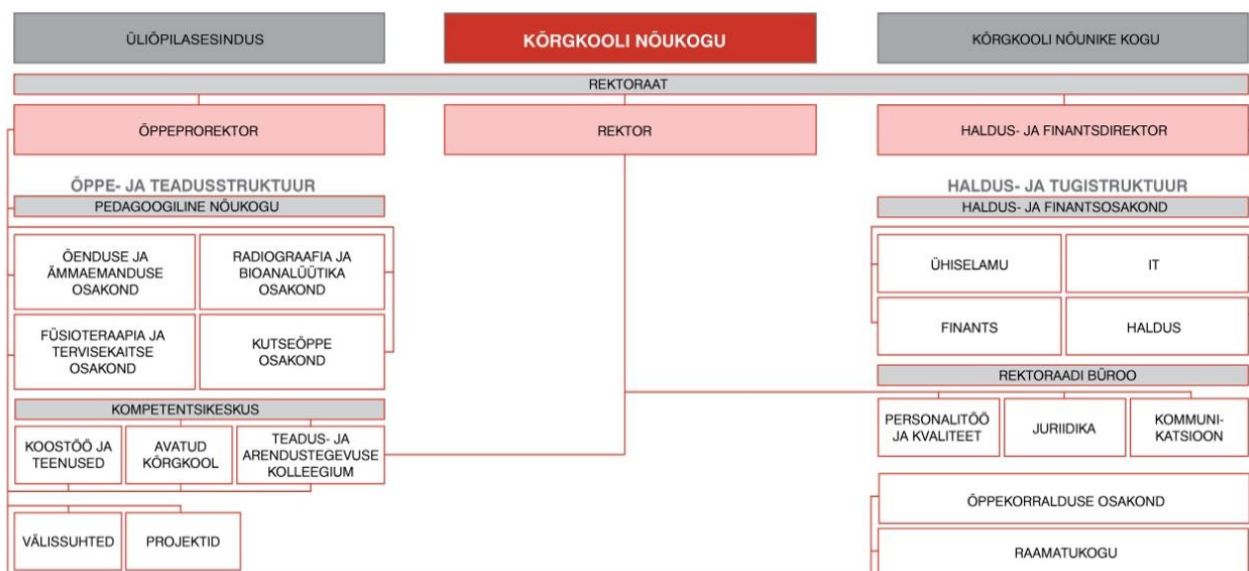 ÜLIÕPILASESINDUS
KÕRGKOOLI NÕUKOGU
KÕRGKOOLI NÕUNIKE KOGU
REKTORAAT
ÕPPEPROREKTOR
REKTOR
HALDUS- JA FINANTSDIREKTOR
ÕPPE- JA TEADUSSTRUKTUUR
PEDAGOOGILINE NÕUKOGU
ÕENDUSE JA
ÄMMAEMANDUSE
OSAKOND
RADIOGRAAFIA JA
BIOANALÜÜTIKA
OSAKOND
FÜSIOTERAAPIA JA
TERVISEKAITSE
OSAKOND
KUTSEÕPPE
OSAKOND
KOMPETENTSIKESKUS
KOOSTÖÖ JA
TEENUSED
AVATUD
KÕRGKOOL
TEADUS- JA
ARENDUSTEGEVUSE
KOLLEEGIUM
VÄLISSUHTED
PROJEKTID
HALDUS- JA TUGISTRUKTUUR
HALDUS- JA FINANTSOSAKOND
ÜHISELAMU
IT
FINANTS
HALDUS
REKTORAADI BÜROO
PERSONALITÖÖ
JA KVALITEET
JURIIDIKA
KOMMUNI-
KATSIOON
ÕPPEKORRALDUSE OSAKOND
RAAMATUKOGU